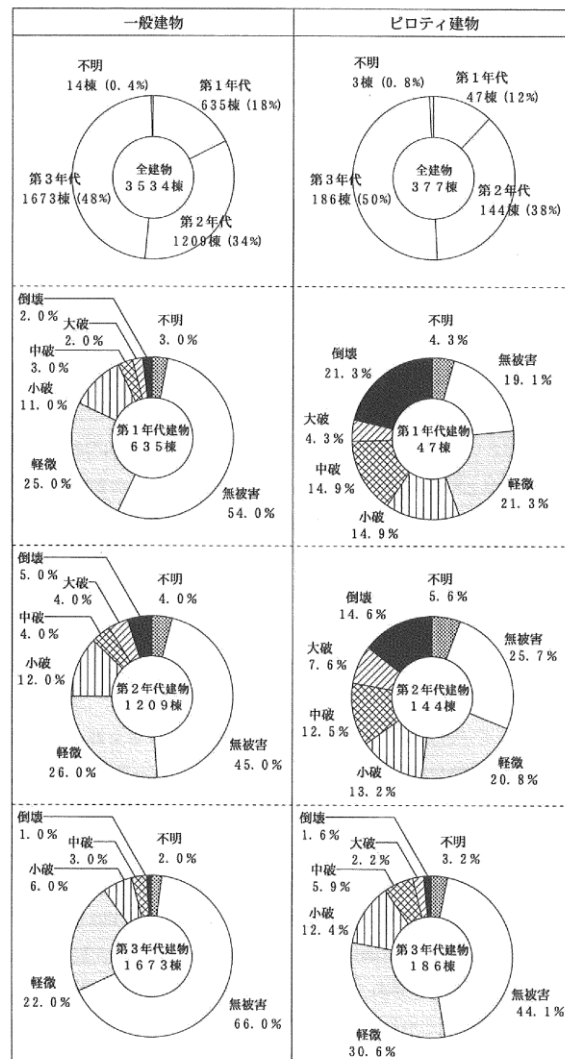 一般建物
ピロティ建物
不明
14棟 (0.4%)
第1年代
635棟 (18%)
第3年代
1673棟 (48%)
全建物
3534棟
第2年代
1209棟 (34%)
不明
3棟 (0.8%)
第1年代
47棟 (12%)
第3年代
186棟 (50%)
全建物
377棟
第2年代
144棟 (38%)
倒壊
2.0%
大破
2.0%
中破
3.0%
小破
11.0%
軽微
25.0%
不明
3.0%
第1年代建物
635棟
無被害
54.0%
倒壊
21.3%
大破
4.3%
中破
14.9%
小破
14.9%
不明
4.3%
無被害
19.1%
第1年代建物
47棟
軽微
21.3%
倒壊
5.0%
大破
4.0%
中破
4.0%
小破
12.0%
軽微
26.0%
不明
4.0%
第2年代建物
1209棟
無被害
45.0%
倒壊
14.6%
大破
7.6%
中破
12.5%
小破
13.2%
不明
5.6%
無被害
25.7%
第2年代建物
144棟
軽微
20.8%
倒壊
1.0%
中破
3.0%
小破
6.0%
軽微
22.0%
不明
2.0%
第3年代建物
1673棟
無被害
66.0%
倒壊
1.6%
大破
2.2%
中破
5.9%
小破
12.4%
不明
3.2%
第3年代建物
186棟
無被害
44.1%
軽微
30.6%